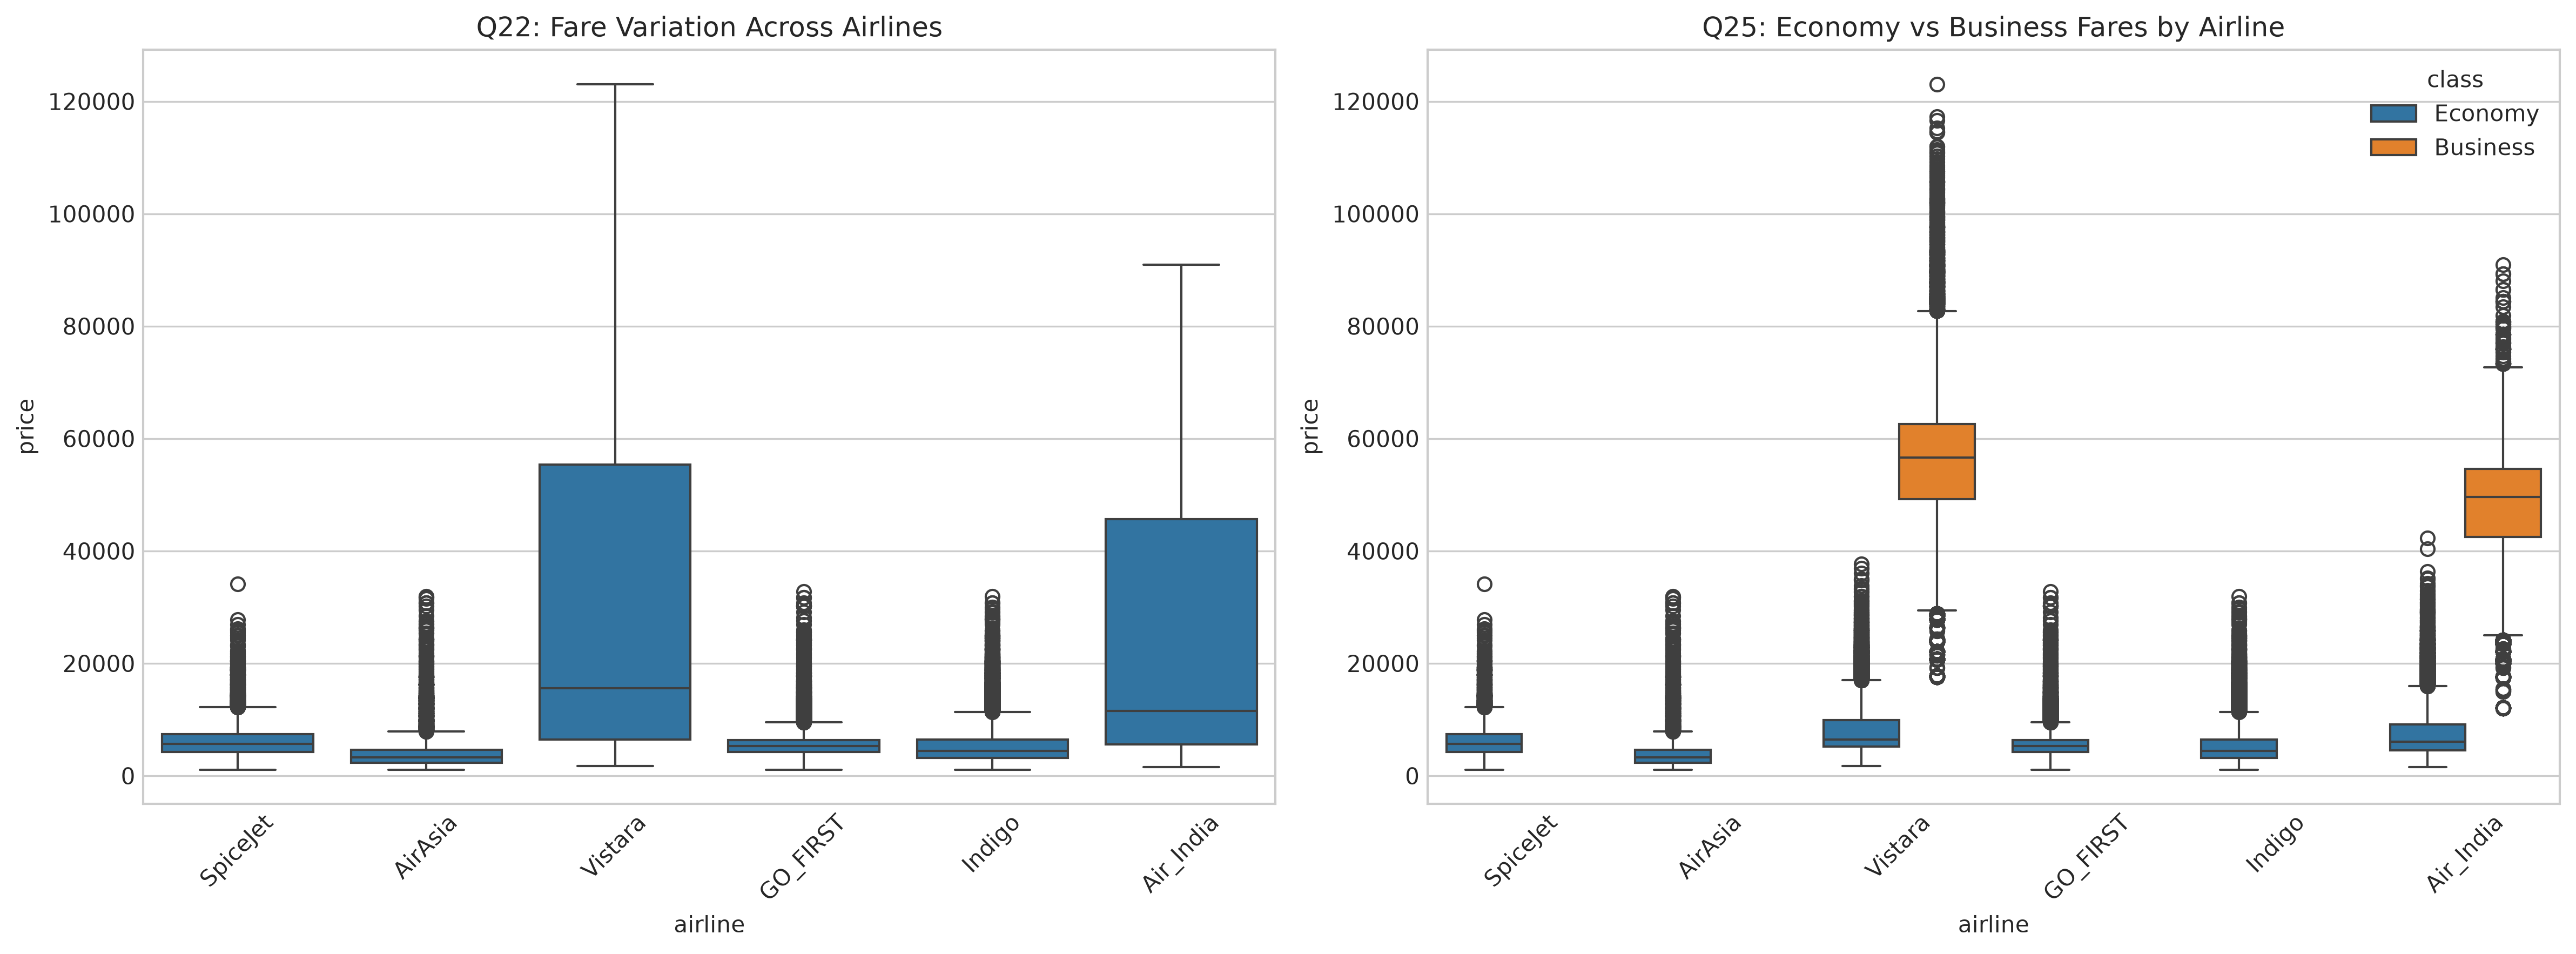 Q22: Fare Variation Across Airlines
120000
100000
80000
60000
40000
20000
0
price
SpiceJet
AirAsia
Vistara
GO_FIRST
Indigo
Air_India
airline
Q25: Economy vs Business Fares by Airline
class
Economy
Business
120000
100000
80000
60000
40000
20000
0
price
SpiceJet
AirAsia
Vistara
GO_FIRST
Indigo
Air_India
airline